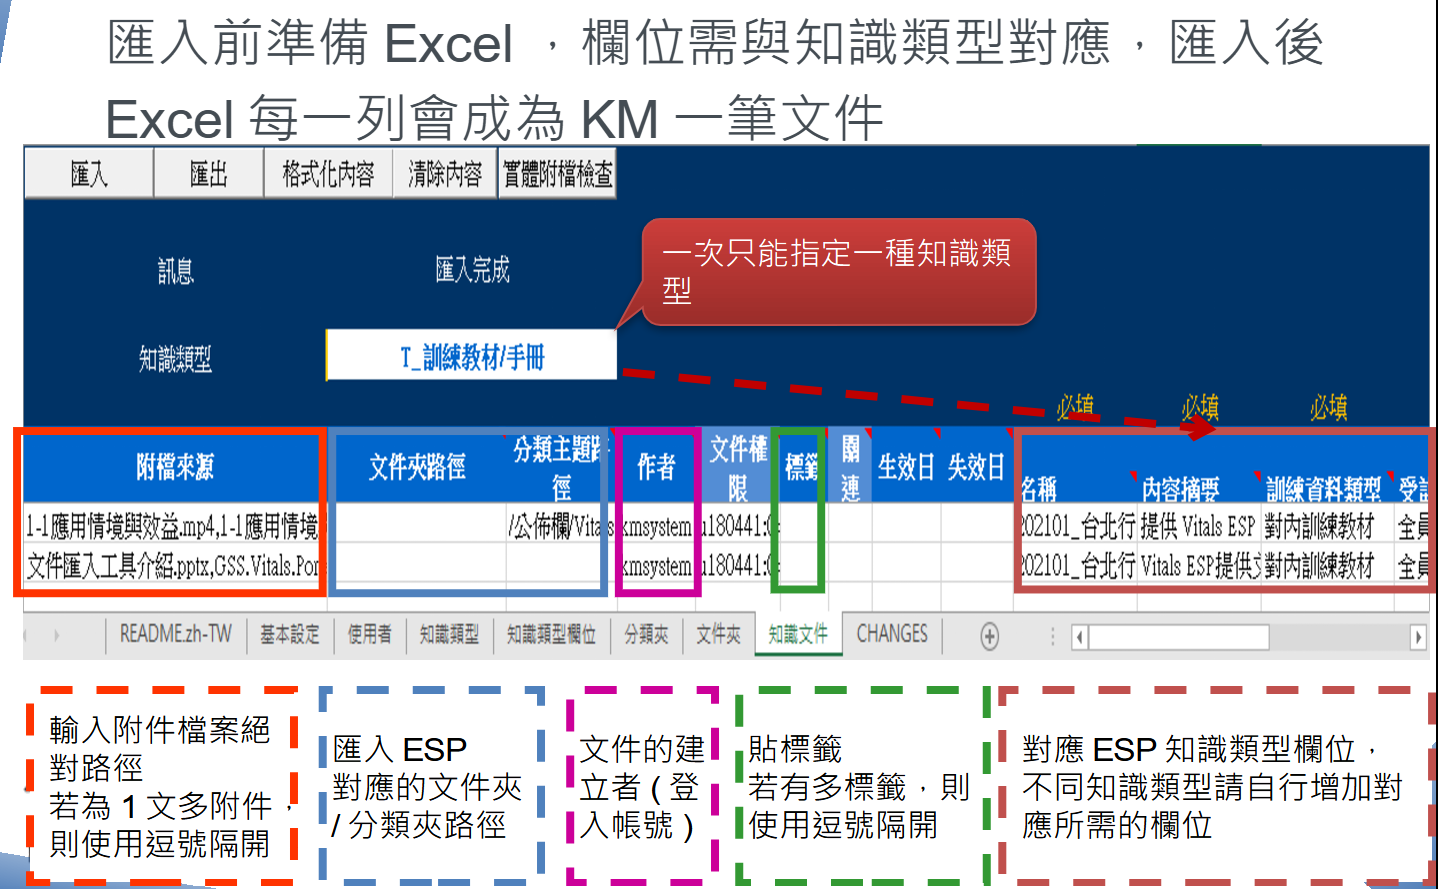 匯入前準備 Excel ，欄位需與知識類型對應，匯入後
Excel 每一列會成為 KM 一筆文件
匯入 匯出 格式化內容 清除內容 實體附檔檢查
訊息 匯入完成
一次只能指定一種知識類
型
知識類型 T_訓練教材/手冊
必填 必填 必填
附檔來源 文件夾路徑 分類主題路徑 作者 文件權限 標籤 關連 生效日 失效日 名稱 內容摘要 訓練資料類型
1-1應用情境與效益.mp4,1-1應用情境 /公佈欄/Vitals kmsystem u180441: 202101_台北行 提供 Vitals ESP 對內訓練教材 全員
文件匯入工具介紹.pptx,GSS.Vitals.Por kmsystem u180441: 202101_台北行 Vitals ESP提供 對內訓練教材 全員
README.zh-TW 基本設定 使用者 知識類型 知識類型欄位 分類夾 文件夾 知識文件 CHANGES
輸入附件檔案絕
對路徑
若為 1 文多附件，
則使用逗號隔開
匯入 ESP
對應的文件夾
/ 分類夾路徑
文件的建
立者 ( 登
入帳號 )
貼標籤
若有多標籤，則
使用逗號隔開
對應 ESP 知識類型欄位，
不同知識類型請自行增加對
應所需的欄位